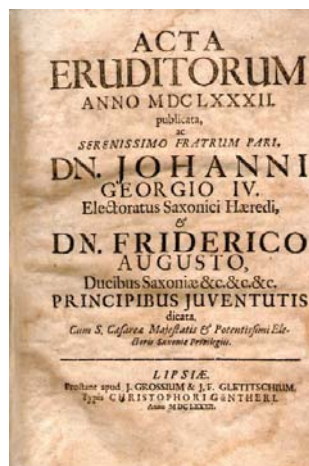 ACTA
ERUDITORUM
ANNO MDCLXXXII.
publicata,
ac
SERENISSIMO FRATRUM PARI,
DN. JOHANNI
GEORGIO IV.
Electoratus Saxonici Hæredi,
&
DN. FRIDERICO
AUGUSTO,
Ducibus Saxoniæ &c. &c. &c.
PRINCIPIBUS JUVENTUTIS
dicata,
Cum S. Cæsareæ Majestatis & Potentissimi Ele-
ctoris Saxoniæ Privilegiis.
LIPSIÆ,
Prostant apud J. GROSSIUM & J. F. GLETITSCHIUM.
Typis CHRISTOPHORI GÜNTHERI.
Anno MDCLXXXII.